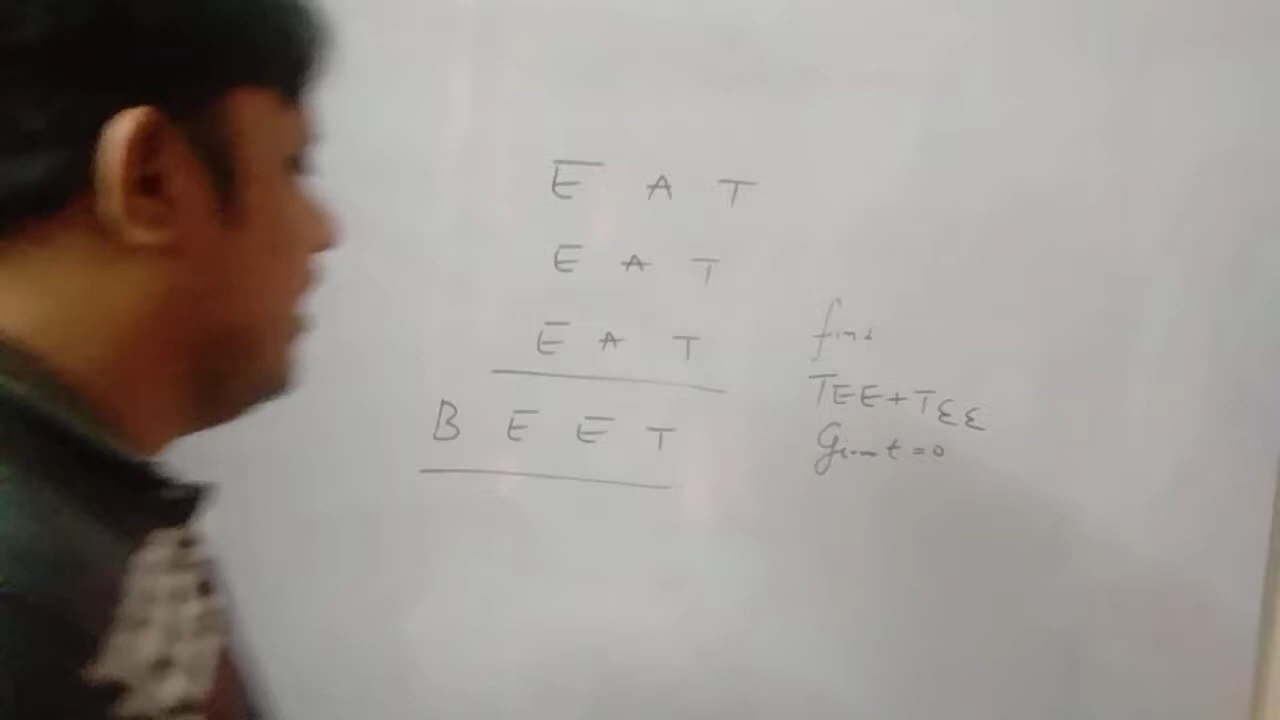 E A T
E A T
E A T
B E E T
find
TEE+TEE
Given t=0